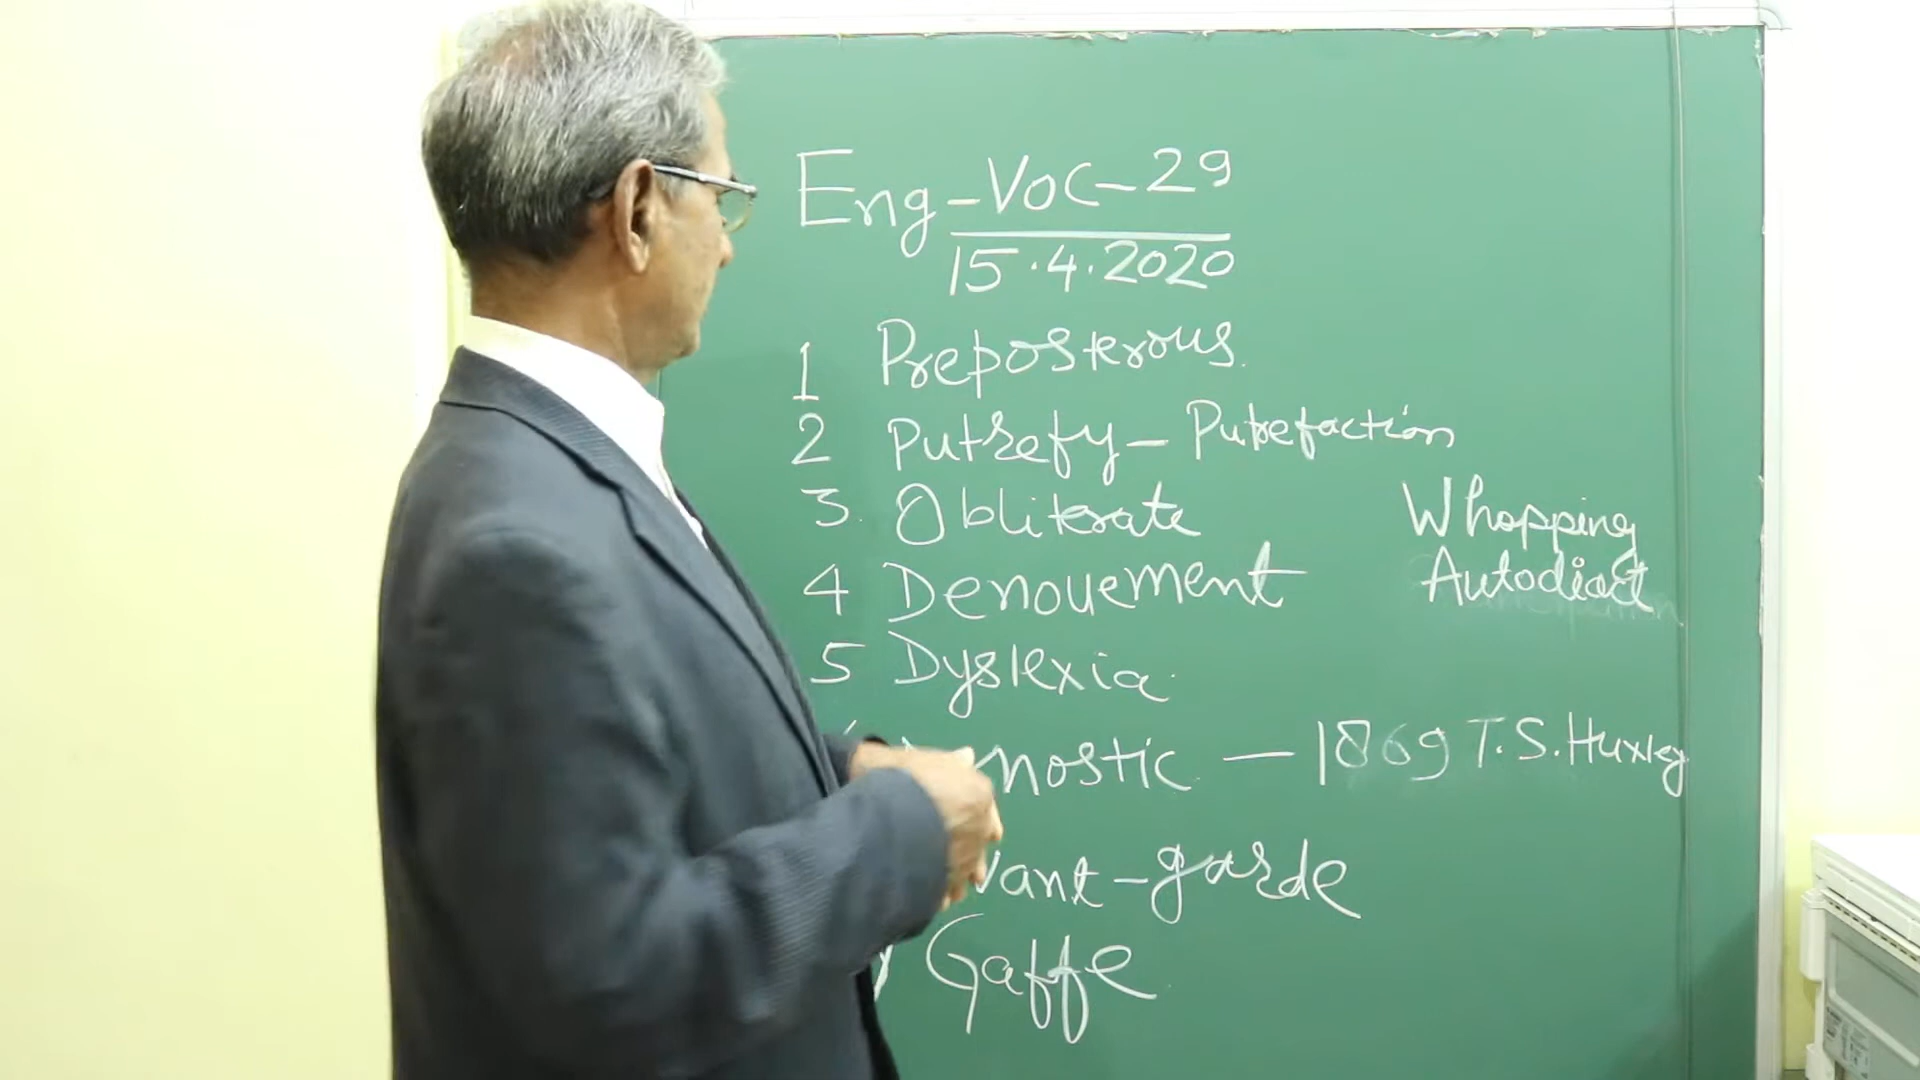 Eng-VOC-29
15.4.2020
1 Preposterous.
2 Putrefy - Putrefaction
3. Obliterate
Whopping
4 Denouement
Autodidact
5 Dyslexia
nostic - 1869 T.S. Huxley
vant-garde
Gaffe